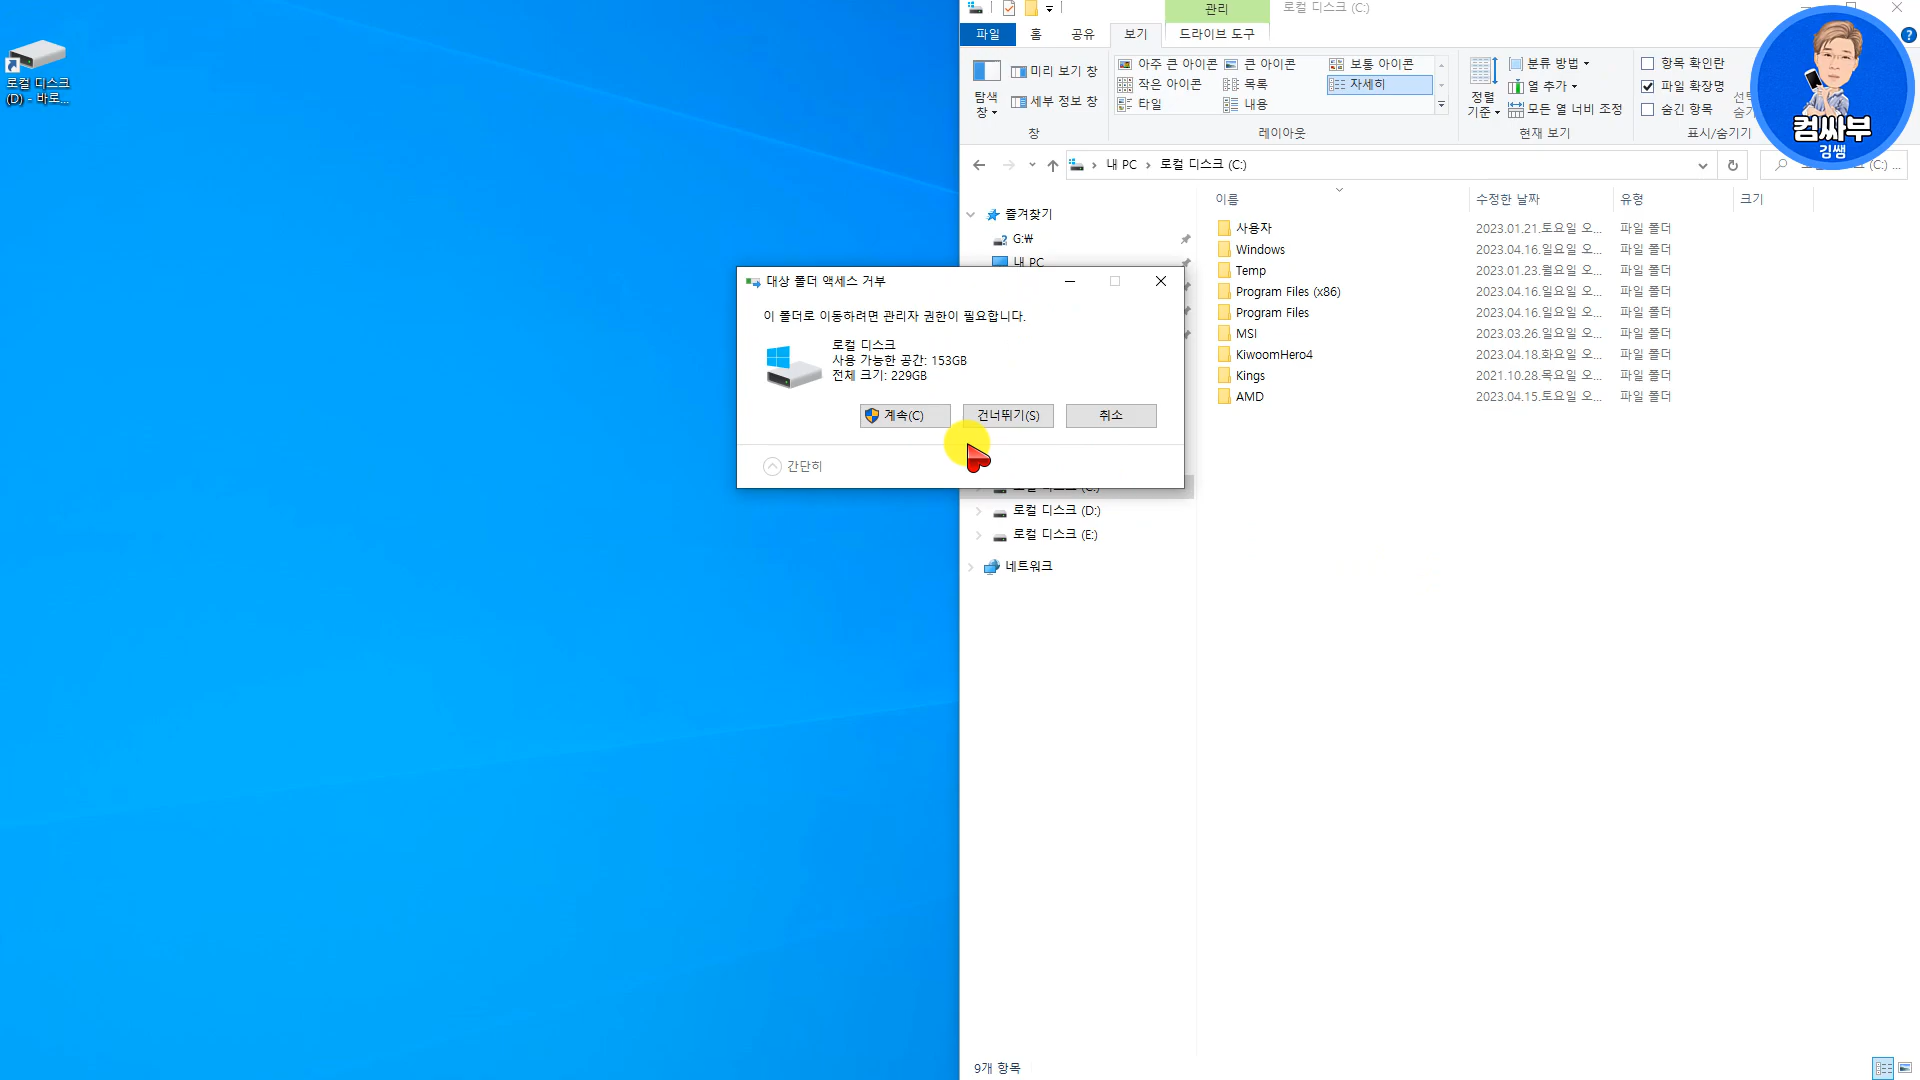 로컬 디스크
(D) - 바로...
관리
로컬 디스크 (C:)
파일
홈
공유
보기
드라이브 도구
탐색
창
미리 보기 창
세부 정보 창
창
아주 큰 아이콘
큰 아이콘
보통 아이콘
작은 아이콘
목록
자세히
타일
내용
레이아웃
정렬
기준
분류 방법
열 추가
모든 열 너비 조정
현재 보기
항목 확인란
파일 확장명
숨긴 항목
표시/숨기기
컴싸부
김쌤
내 PC
로컬 디스크 (C:)
(C:) ...
이름
수정한 날짜
유형
크기
즐겨찾기
G:₩
내 PC
로컬 디스크 (D:)
로컬 디스크 (E:)
네트워크
사용자 2023.01.21.토요일 오... 파일 폴더
Windows 2023.04.16.일요일 오... 파일 폴더
Temp 2023.01.23.월요일 오... 파일 폴더
Program Files (x86) 2023.04.16.일요일 오... 파일 폴더
Program Files 2023.04.16.일요일 오... 파일 폴더
MSI 2023.03.26.일요일 오... 파일 폴더
KiwoomHero4 2023.04.18.화요일 오... 파일 폴더
Kings 2021.10.28.목요일 오... 파일 폴더
AMD 2023.04.15.토요일 오... 파일 폴더
대상 폴더 액세스 거부
이 폴더로 이동하려면 관리자 권한이 필요합니다.
로컬 디스크
사용 가능한 공간: 153GB
전체 크기: 229GB
계속(C)
건너뛰기(S)
취소
간단히
9개 항목